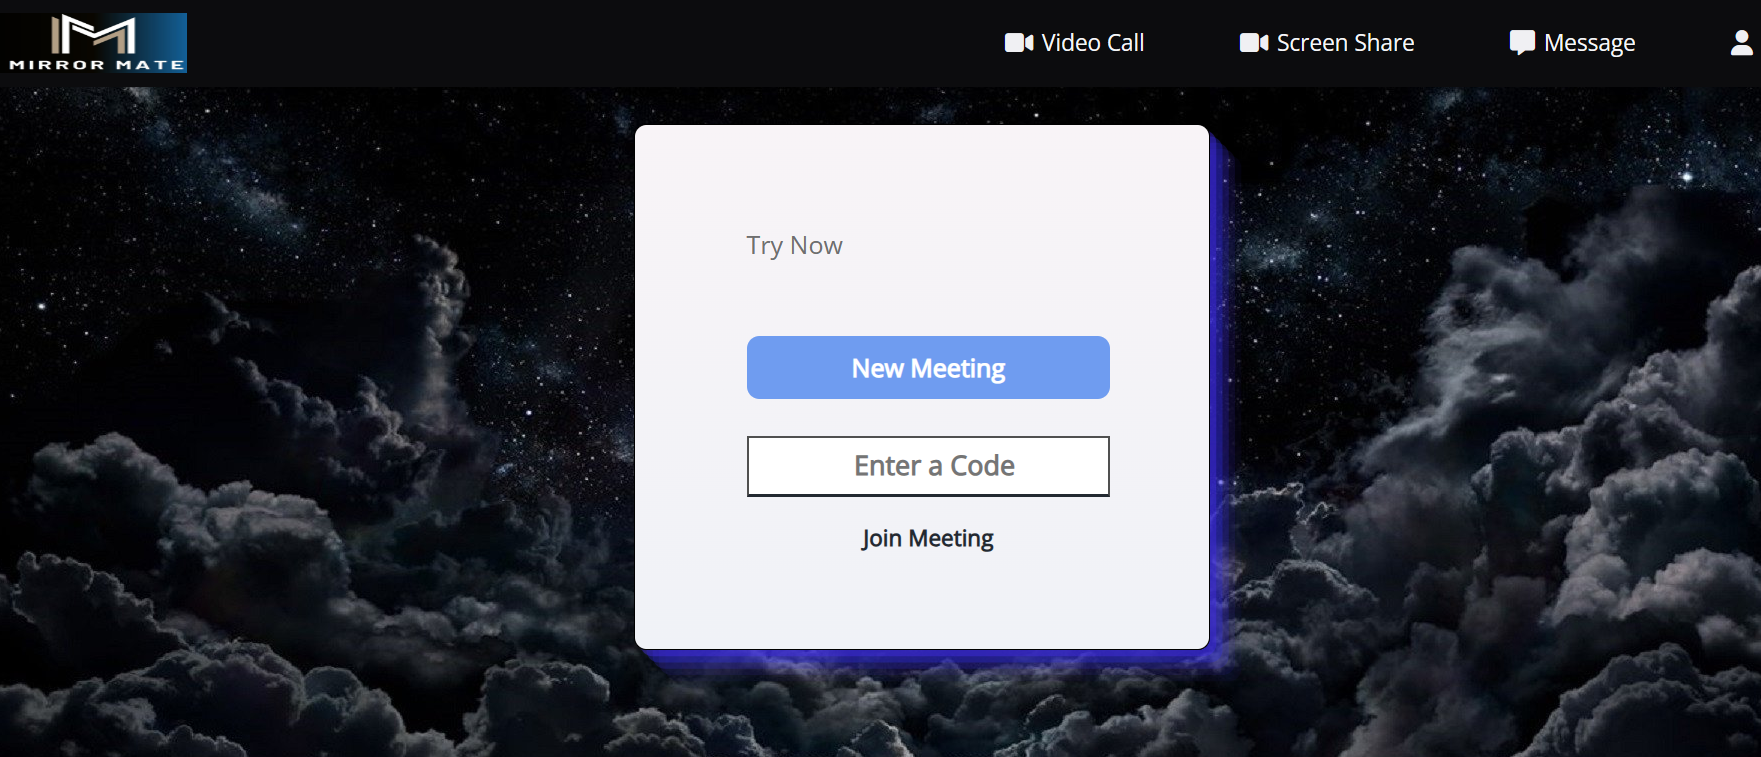 MIRROR MATE
Video Call
Screen Share
Message
Try Now
New Meeting
Enter a Code
Join Meeting